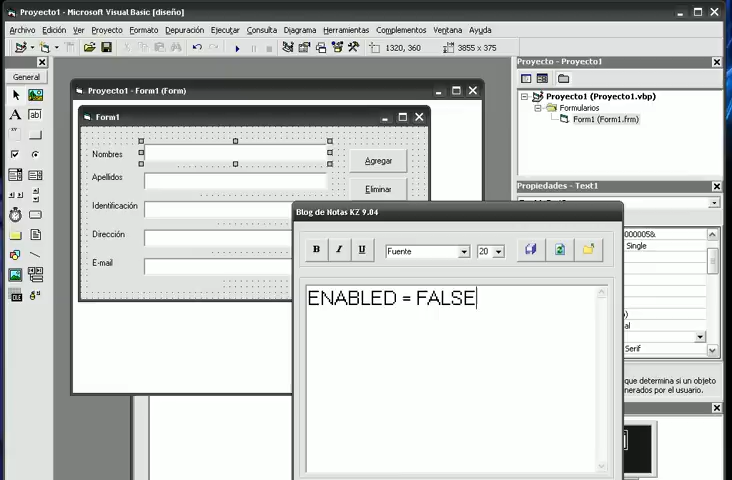 Proyecto1 - Microsoft Visual Basic [diseño]
Archivo Edición Ver Proyecto Formato Depuración Ejecutar Consulta Diagrama Herramientas Complementos Ventana Ayuda
1320, 360
3855 x 375
General
Proyecto1 - Form1 (Form)
Proyecto - Proyecto1
Proyecto1 (Proyecto1.vbp)
Formularios
Form1 (Form1.frm)
Form1
Nombres
Agregar
Apellidos
Eliminar
Identificación
Dirección
E-mail
Propiedades - Text1
Blog de Notas KZ 9.04
B I U Fuente 20
ENABLED = FALSE
000005&
Single
Serif
que determina si un objeto
nerados por el usuario.
A
ab